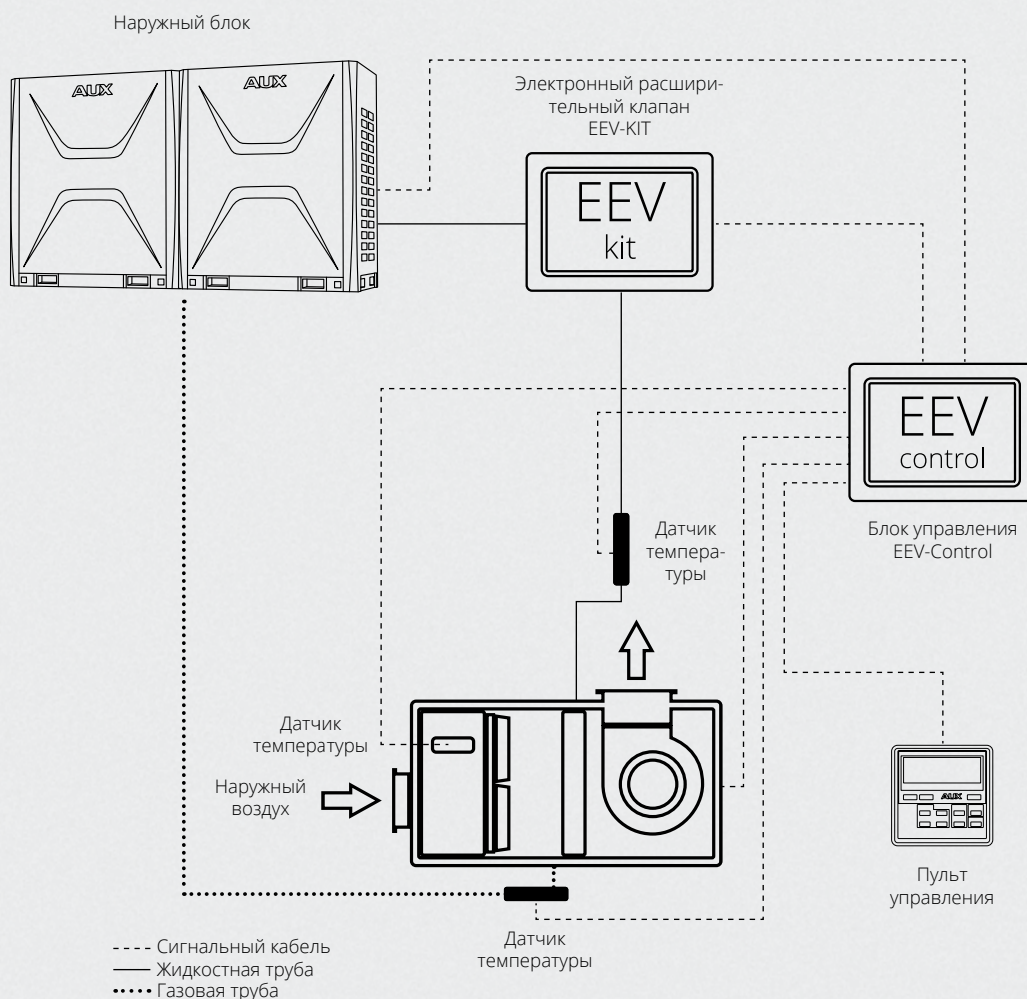 Наружный блок
AUX
AUX
Электронный расшири-
тельный клапан
EEV-KIT
EEV
kit
EEV
control
Блок управления
EEV-Control
Датчик
темпера-
туры
Датчик
температуры
Наружный
воздух
AUX
Пульт
управления
Датчик
температуры
Сигнальный кабель
Жидкостная труба
Газовая труба